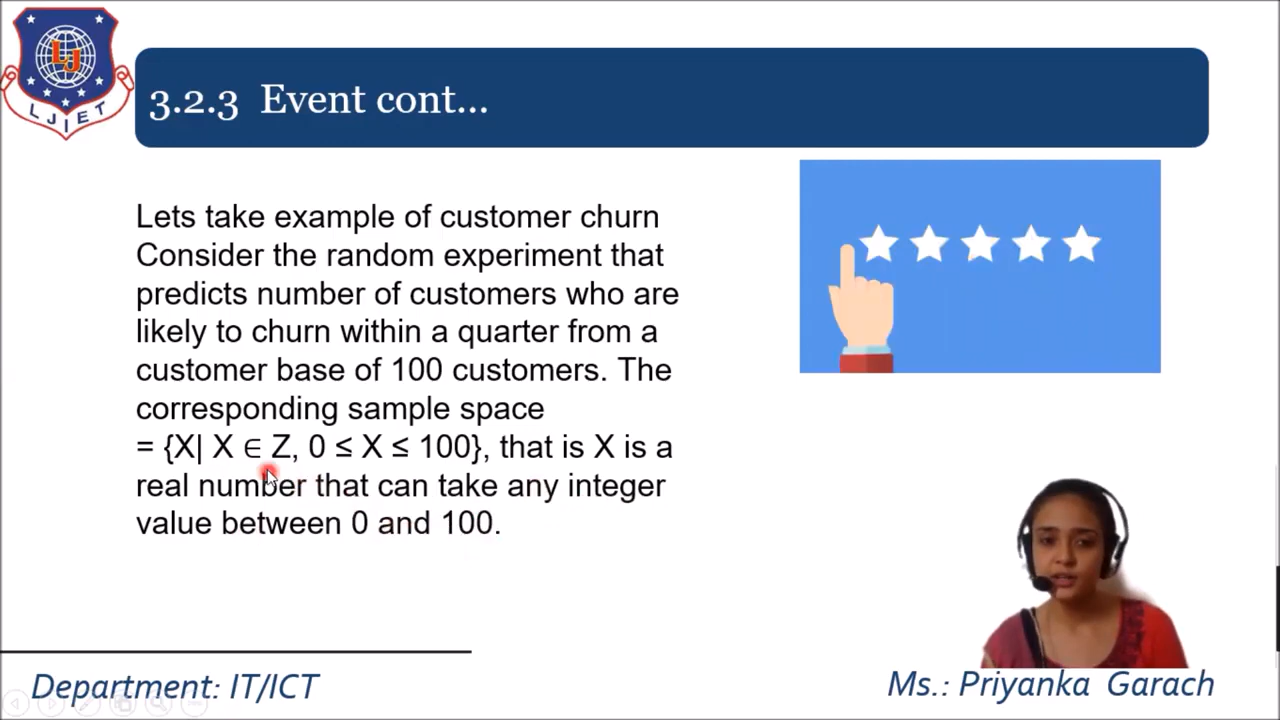 LJ
LJIET
3.2.3 Event cont...
Lets take example of customer churn
Consider the random experiment that
predicts number of customers who are
likely to churn within a quarter from a
customer base of 100 customers. The
corresponding sample space
= {X| X ∈ Z, 0 ≤ X ≤ 100}, that is X is a
real number that can take any integer
value between 0 and 100.
Department: IT/ICT
Ms.: Priyanka Garach